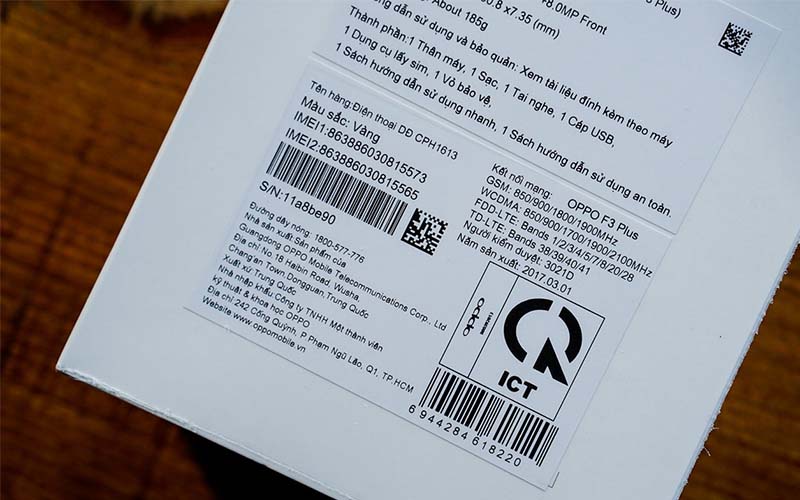 +8.0MP Front
3 Plus)
0.8 x7.35 (mm)
About 185g
ớng dẫn sử dụng và bảo quản: Xem tài liệu đính kèm theo máy
Thành phần:1 Thân máy, 1 Sạc, 1 Tai nghe, 1 Cáp USB,
1 Dụng cụ lấy sim, 1 Vỏ bảo vệ,
1 Sách hướng dẫn sử dụng nhanh, 1 Sách hướng dẫn sử dụng an toàn.
Tên hàng:Điện thoại DĐ CPH1613
Màu sắc: Vàng
IMEI1:863886030815573
IMEI2:863886030815565
S/N:11a8be90
Đường dây nóng: 1800-577-776
Nhà sản xuất:Sản phẩm của
Guangdong OPPO Mobile Telecommunications Corp., Ltd
Địa chỉ:No.18 Haibin Road, Wusha,
Chang'an Town,Dongguan,Trung Quốc
Xuất xứ Trung Quốc
Nhà nhập khẩu:Công ty TNHH Một thành viên
kỹ thuật & khoa học OPPO
Địa chỉ:242 Cống Quỳnh, P.Phạm Ngũ Lão, Q1, TP.HCM
Website:www.oppomobile.vn
Kết nối mạng: OPPO F3 Plus
GSM: 850/900/1800/1900MHz
WCDMA: 850/900/1700/1900/2100MHz
FDD-LTE: Bands 1/2/3/4/5/7/8/20/28
TD-LTE: Bands 38/39/40/41
Người kiểm duyệt: 3021D
Năm sản xuất: 2017.03.01
oppo
ICT
6 944284 618220